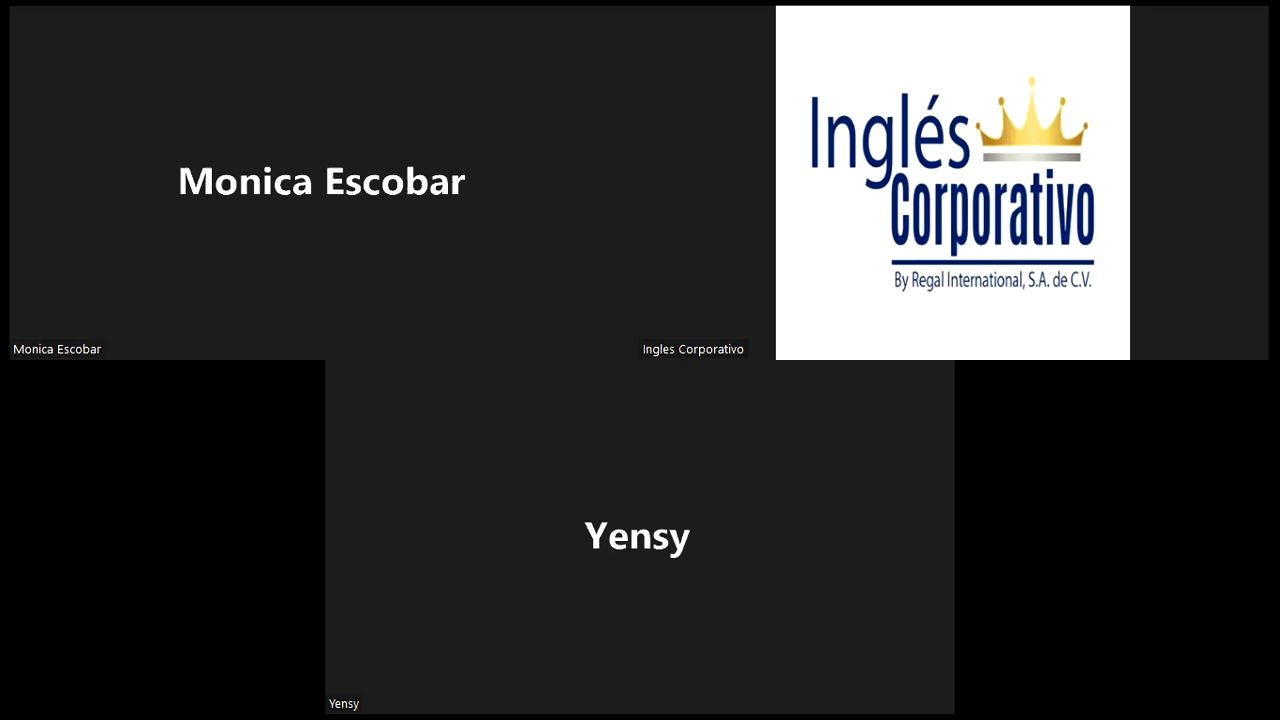 Monica Escobar
Monica Escobar
Inglés
Corporativo
By Regal International, S.A. de C.V.
Ingles Corporativo
Yensy
Yensy